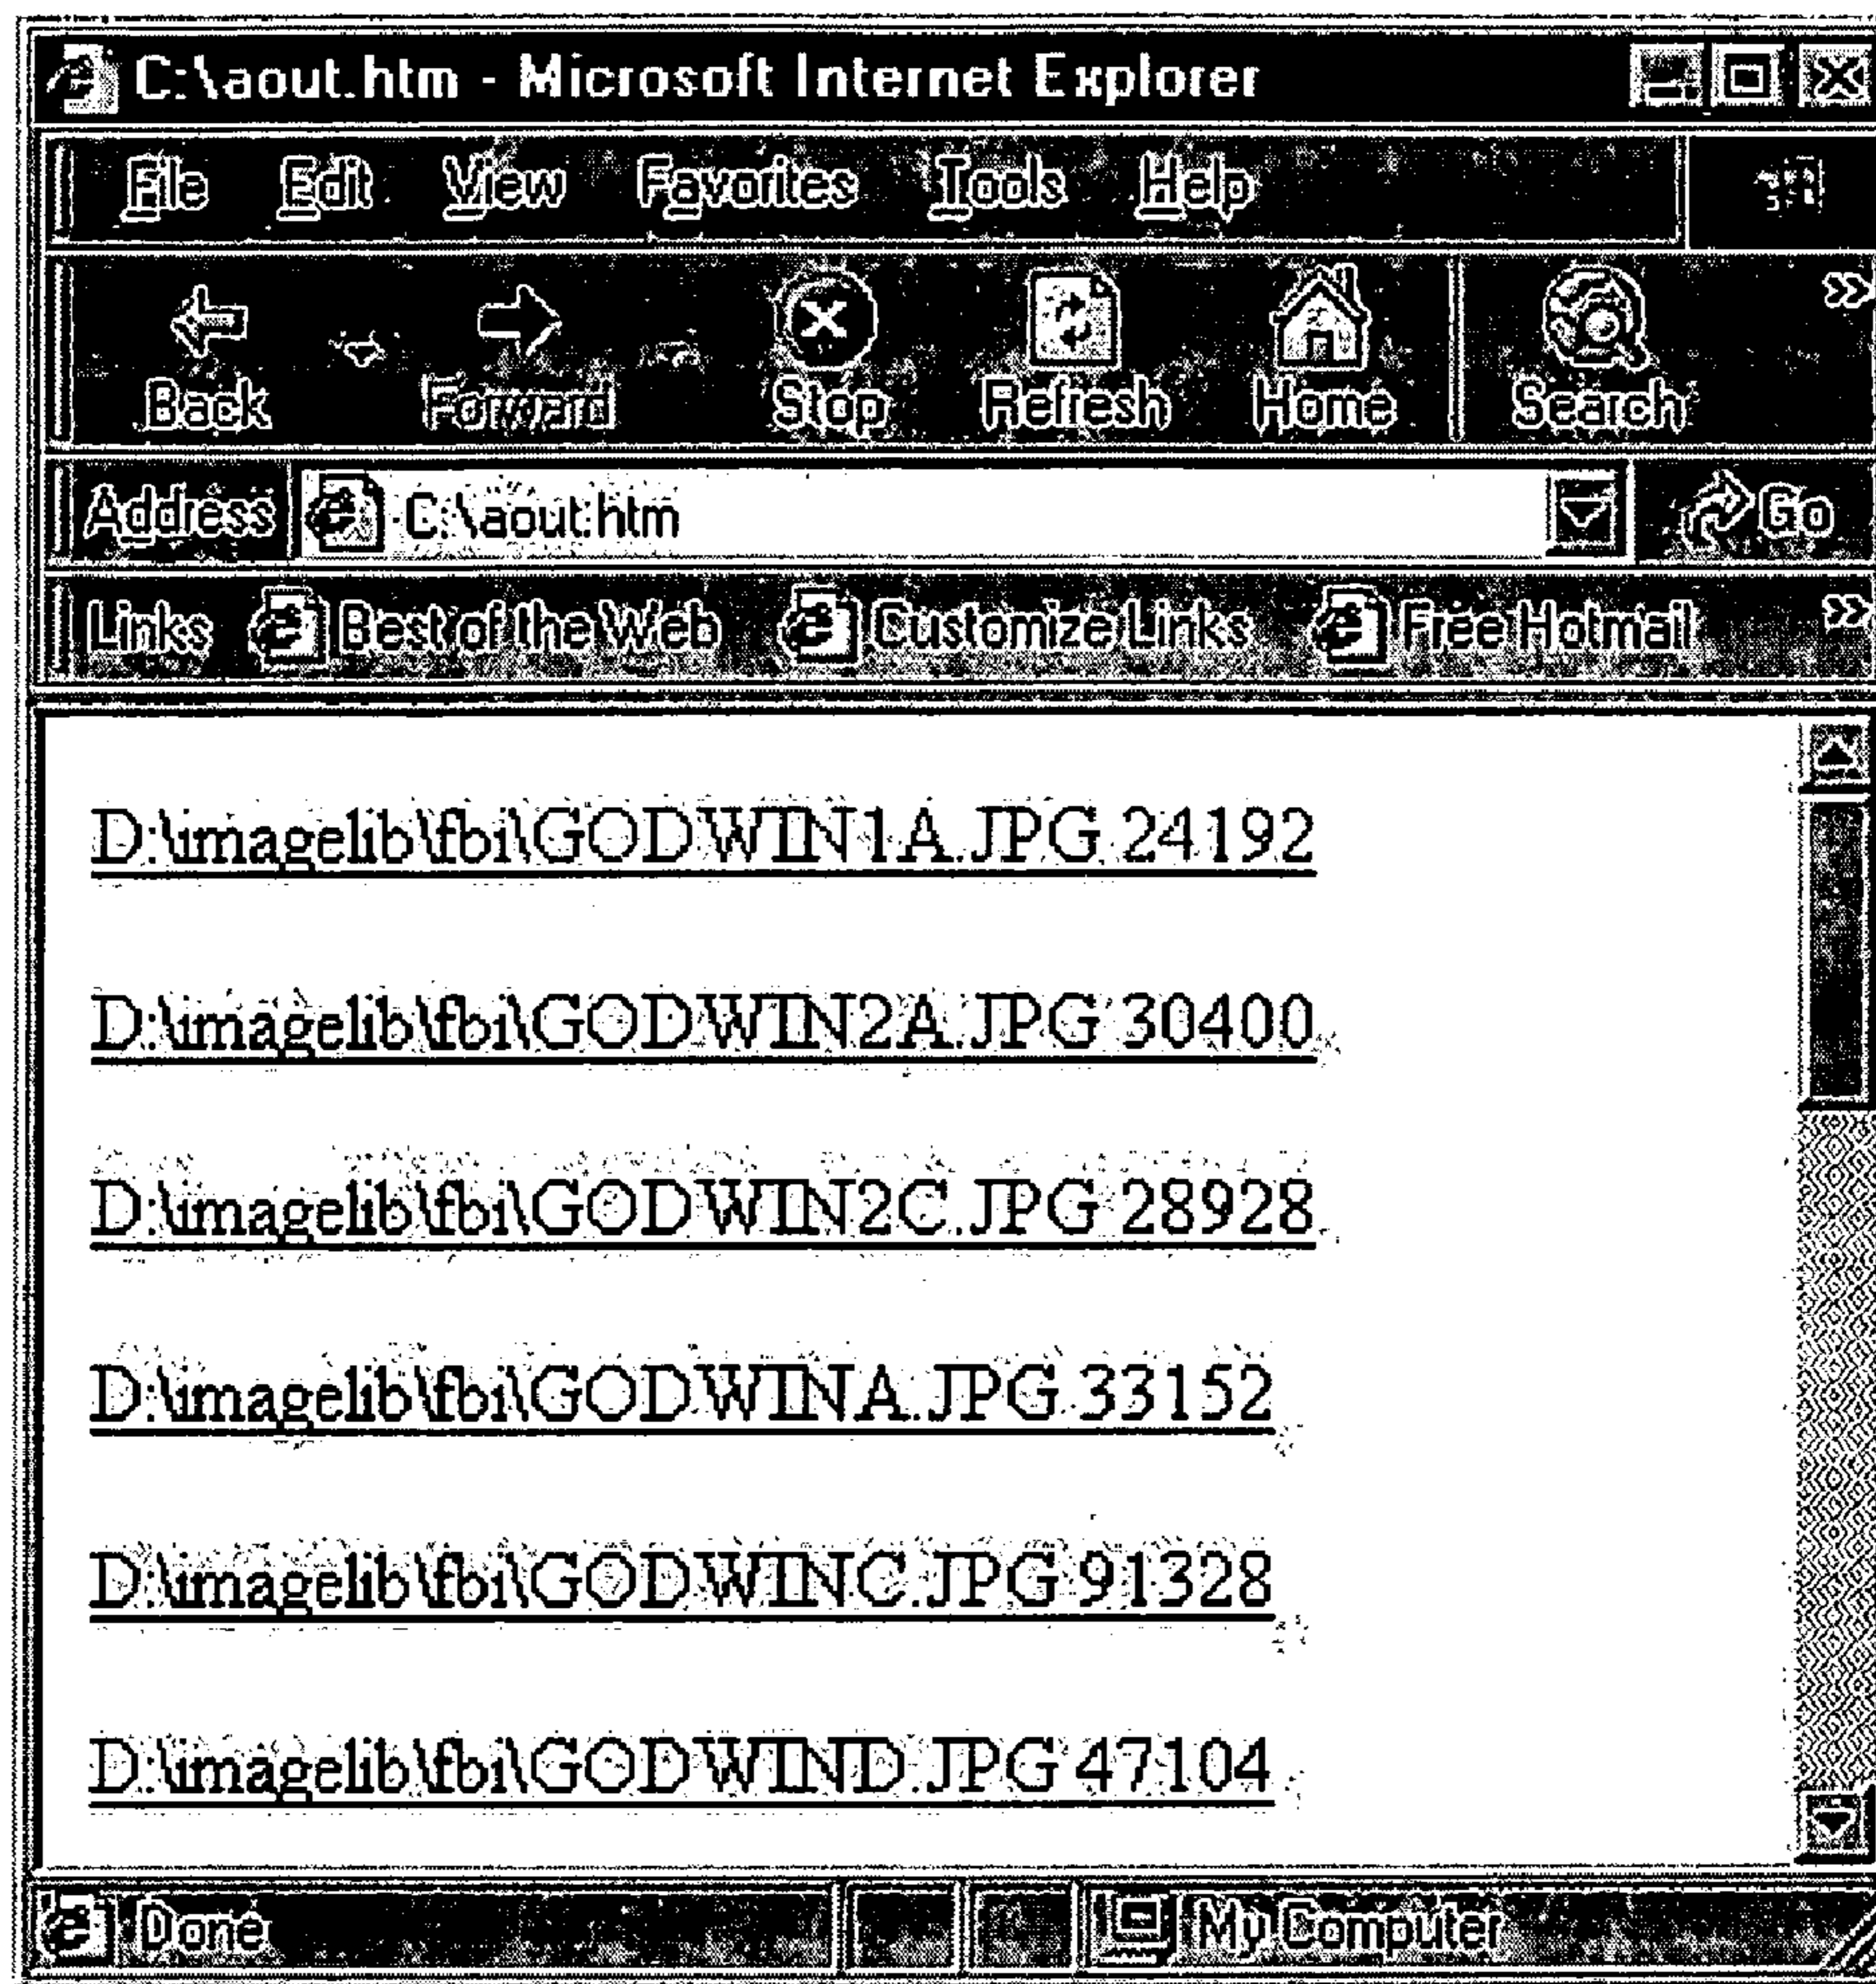 C:\aout.htm - Microsoft Internet Explorer
File Edit View Favorites Tools Help
Back Forward Stop Refresh Home Search »
Address C:\aout.htm Go
Links Best of the Web Customize Links Free Hotmail »
D:\imagelib\fbi\GODWIN1A.JPG 24192
D:\imagelib\fbi\GODWIN2A.JPG 30400
D:\imagelib\fbi\GODWIN2C.JPG 28928
D:\imagelib\fbi\GODWINA.JPG 33152
D:\imagelib\fbi\GODWINC.JPG 91328
D:\imagelib\fbi\GODWIND.JPG 47104
Done My Computer